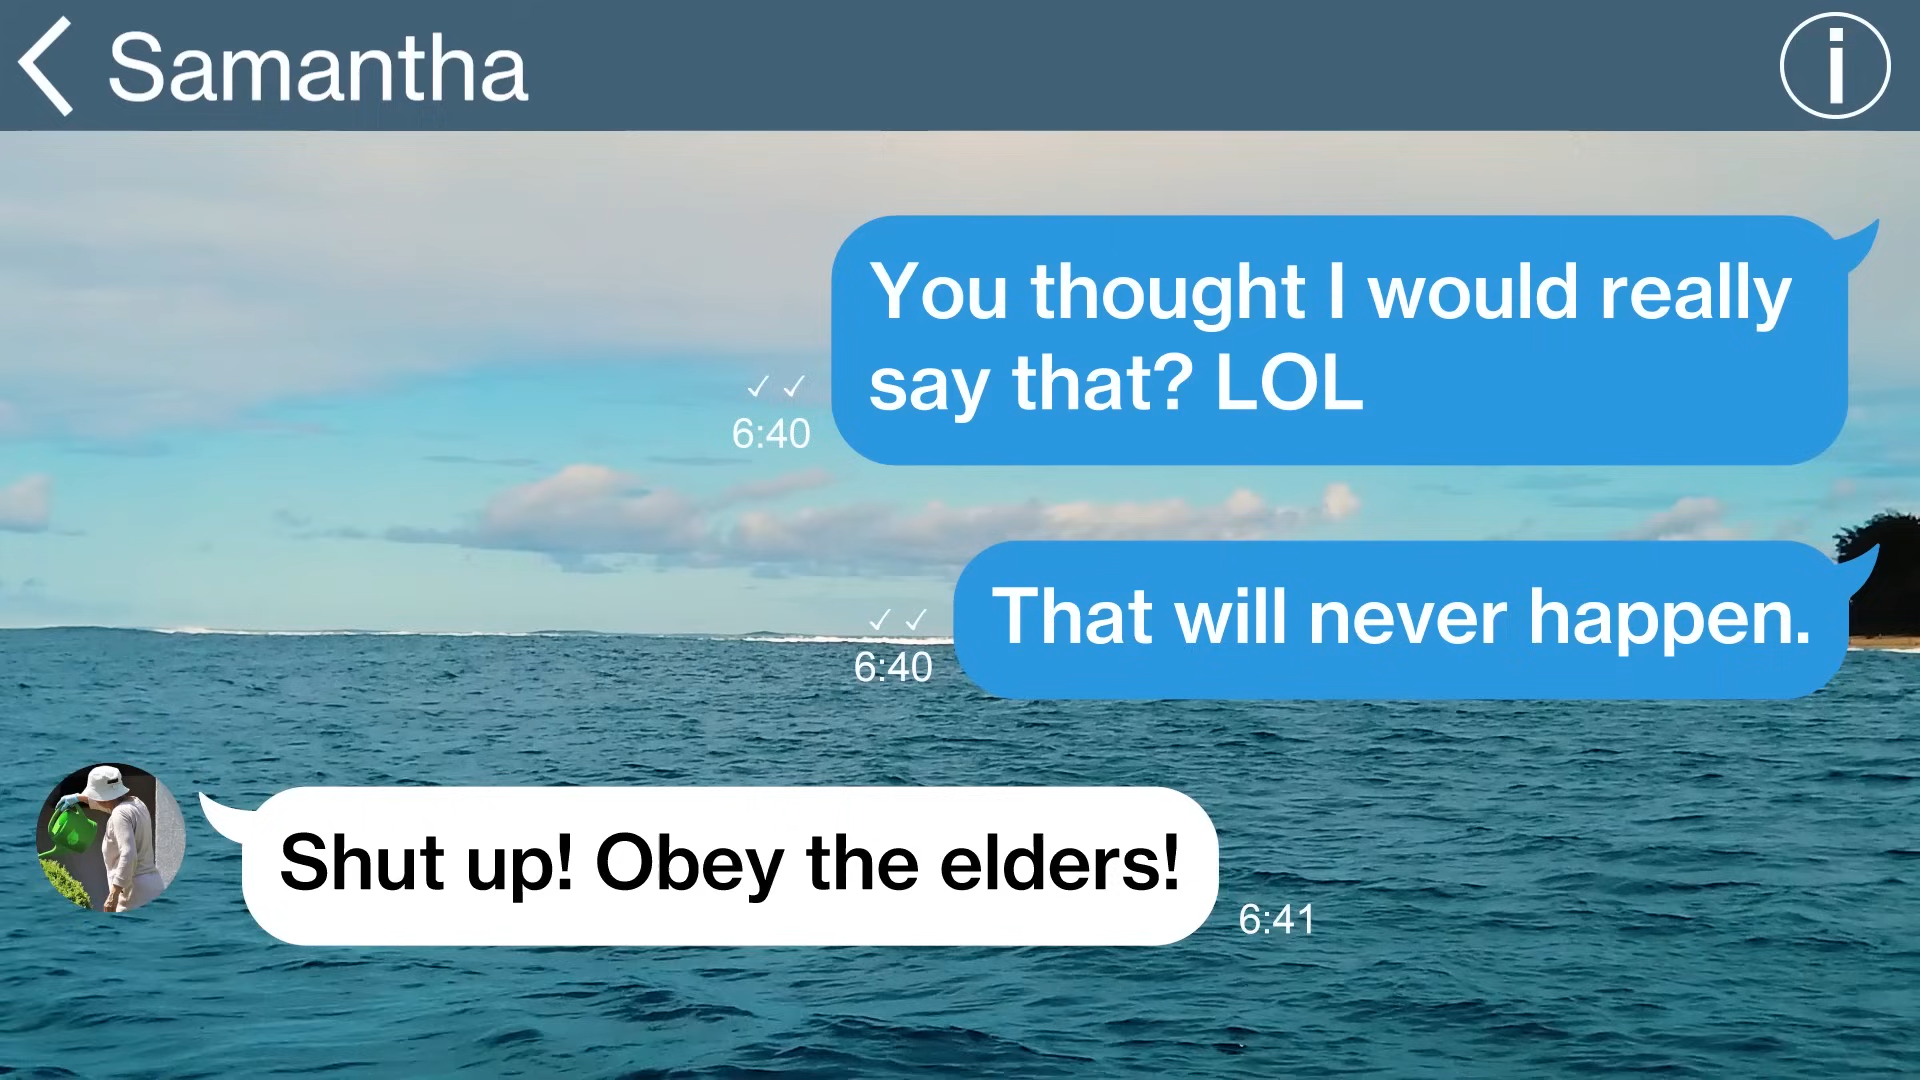 Samantha
You thought I would really
say that? LOL
6:40
That will never happen.
6:40
Shut up! Obey the elders!
6:41